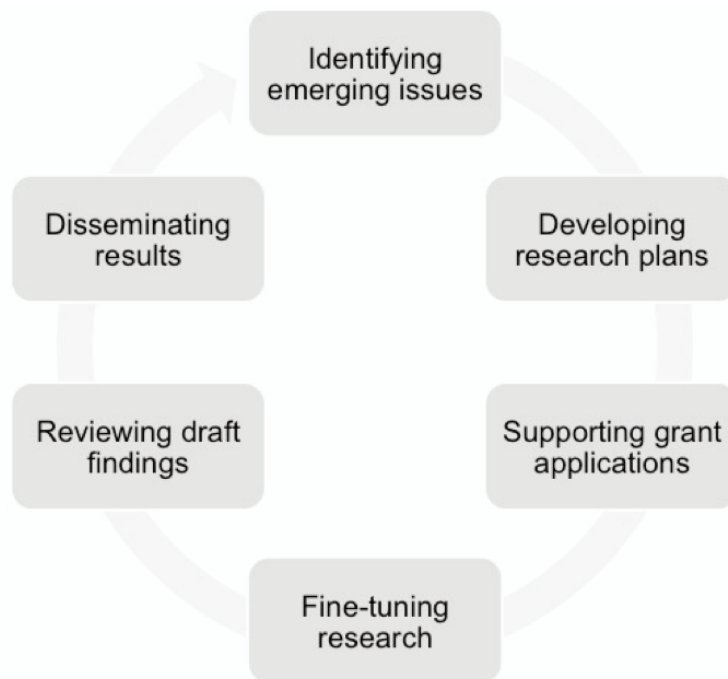 Identifying
emerging issues
Developing
research plans
Supporting grant
applications
Fine-tuning
research
Reviewing draft
findings
Disseminating
results